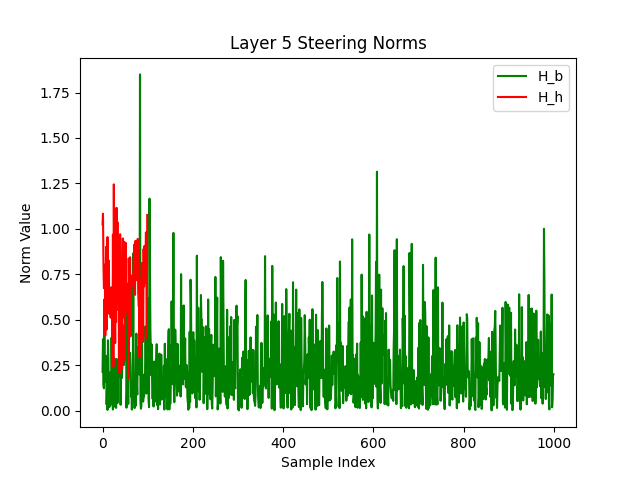 Layer 5 Steering Norms
H_b
H_h
Norm Value
1.75
1.50
1.25
1.00
0.75
0.50
0.25
0.00
0 200 400 600 800 1000
Sample Index